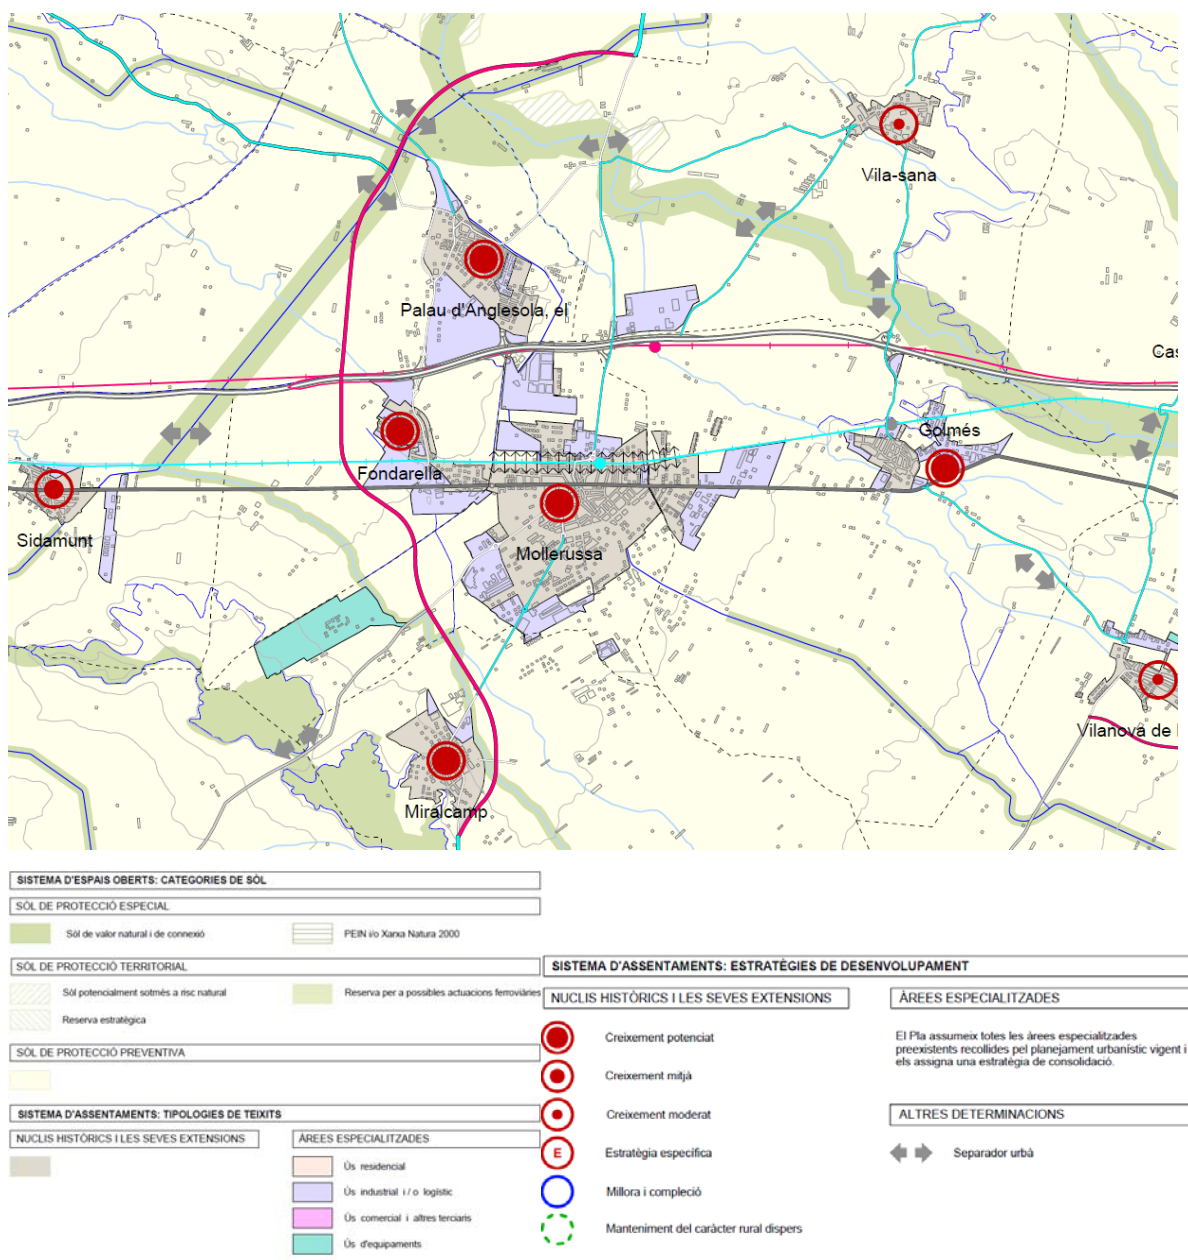 Vila-sana
Palau d'Anglesola, el
Cas
Golmés
Fondarella
Sidamunt
Mollerussa
Vilanova de
Miralcamp
SISTEMA D'ESPAIS OBERTS: CATEGORIES DE SÒL
SÒL DE PROTECCIÓ ESPECIAL
Sòl de valor natural i de connexió
PEIN i/o Xarxa Natura 2000
SÒL DE PROTECCIÓ TERRITORIAL
Sòl potencialment sotmès a risc natural
Reserva per a possibles actuacions ferroviàries
Reserva estratègica
SÒL DE PROTECCIÓ PREVENTIVA
SISTEMA D'ASSENTAMENTS: TIPOLOGIES DE TEIXITS
NUCLIS HISTÒRICS I LES SEVES EXTENSIONS
ÀREES ESPECIALITZADES
Ús residencial
Ús industrial i / o logístic
Ús comercial i altres terciaris
Ús d'equipaments
SISTEMA D'ASSENTAMENTS: ESTRATÈGIES DE DESENVOLUPAMENT
NUCLIS HISTÒRICS I LES SEVES EXTENSIONS
Creixement potenciat
Creixement mitjà
Creixement moderat
E Estratègia específica
Millora i compleció
Manteniment del caràcter rural dispers
ÀREES ESPECIALITZADES
El Pla assumeix totes les àrees especialitzades
preexistents recollides pel planejament urbanístic vigent i
els assigna una estratègia de consolidació.
ALTRES DETERMINACIONS
Separador urbà